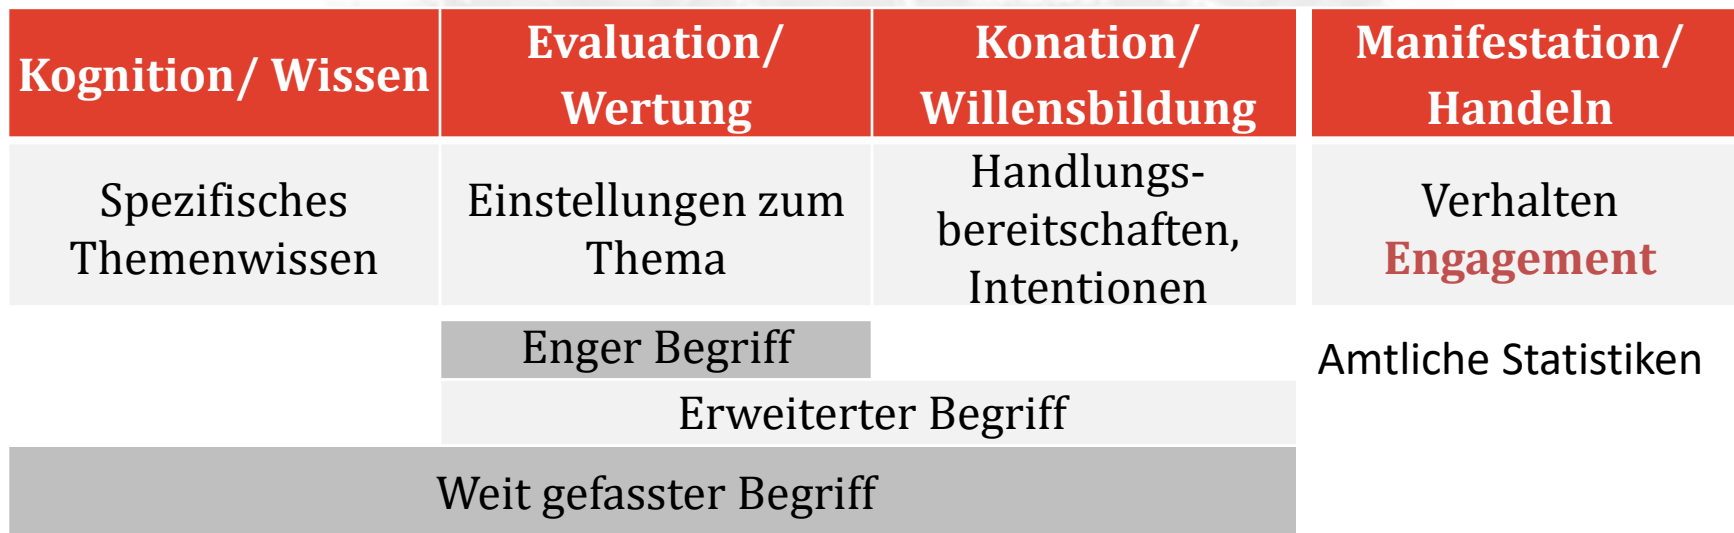 Kognition/ Wissen
Evaluation/
Wertung
Konation/
Willensbildung
Manifestation/
Handeln
Spezifisches
Themenwissen
Einstellungen zum
Thema
Handlungs-
bereitschaften,
Intentionen
Verhalten
Engagement
Enger Begriff
Amtliche Statistiken
Erweiterter Begriff
Weit gefasster Begriff